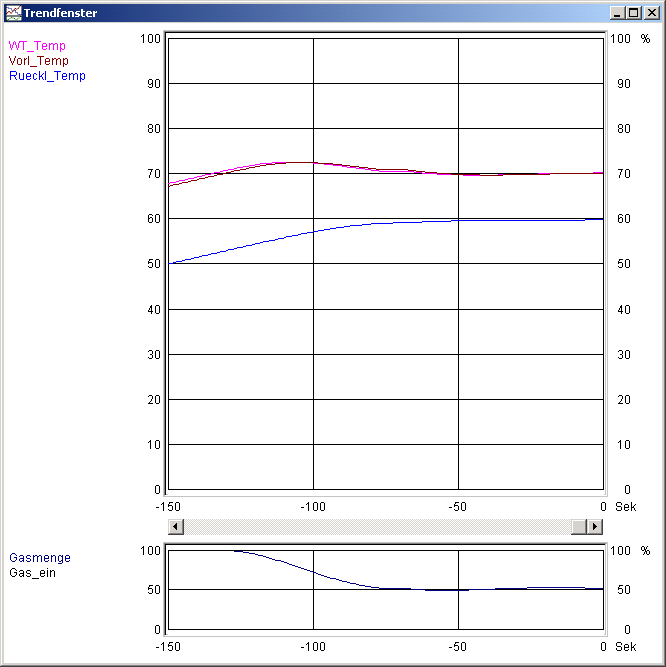 Trendfenster
WT_Temp
Vorl_Temp
Rueckl_Temp
100 100 %
90 90
80 80
70 70
60 60
50 50
40 40
30 30
20 20
10 10
0 0
-150 -100 -50 0 Sek
Gasmenge 100 100 %
Gas_ein
50 50
0 0
-150 -100 -50 0 Sek